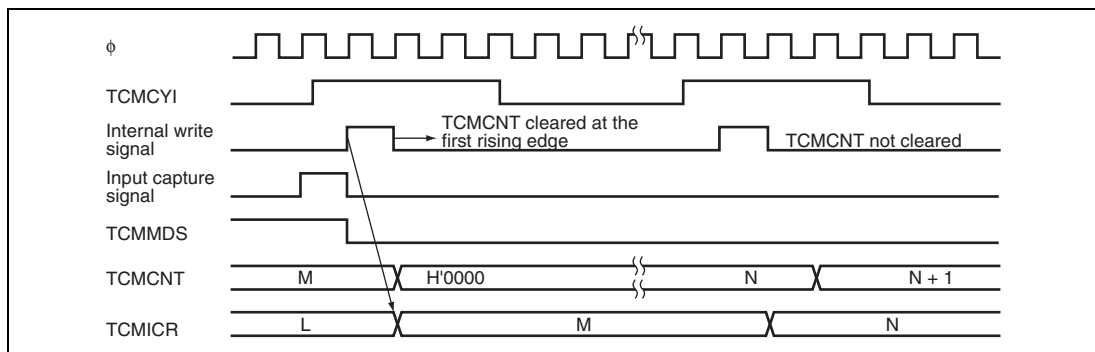 ϕ
TCMCYI
Internal write
signal
TCMCNT cleared at the
first rising edge
TCMCNT not cleared
Input capture
signal
TCMMDS
TCMCNT
M
H'0000
N
N + 1
TCMICR
L
M
N